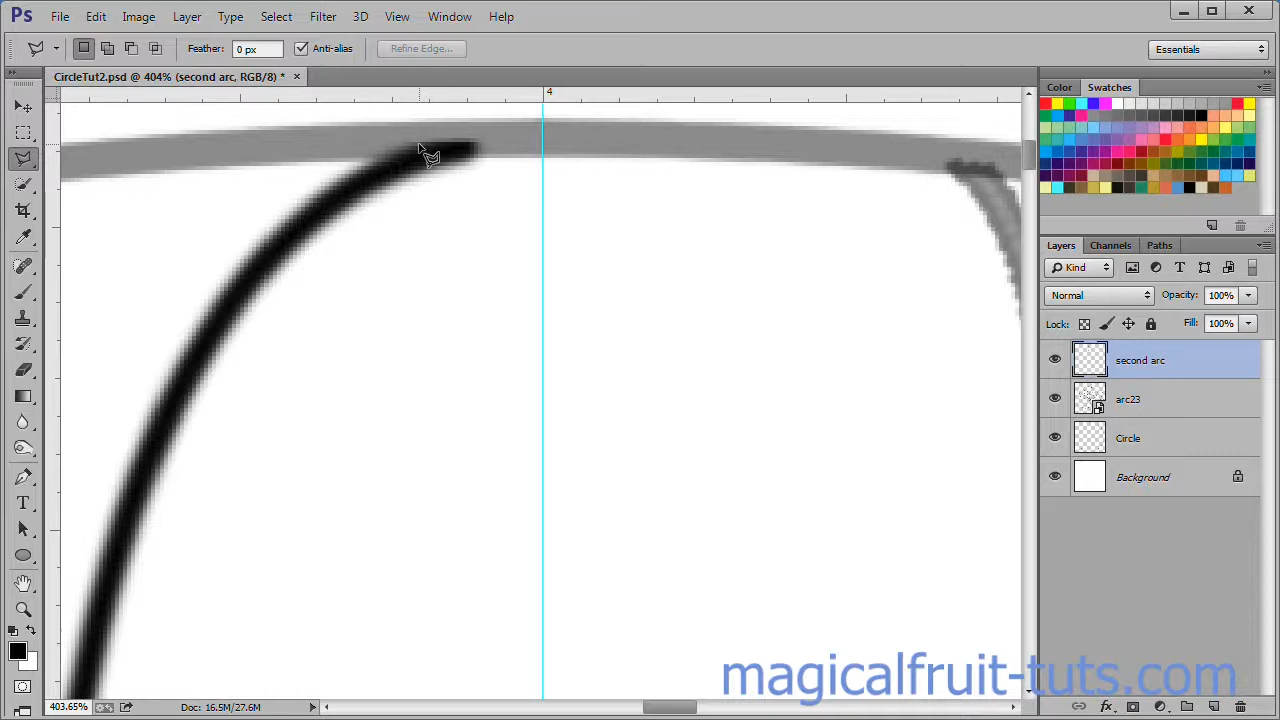 Ps File Edit Image Layer Type Select Filter 3D View Window Help
Feather: 0 px Anti-alias Refine Edge... Essentials
CircleTut2.psd @ 404% (second arc, RGB/8) * ×
Color Swatches
4
Layers Channels Paths
Kind
Normal Opacity: 100%
Lock: Fill: 100%
second arc
arc23
Circle
Background
magicalfruit-tuts.com
403.65% Doc: 16.5M/27.6M